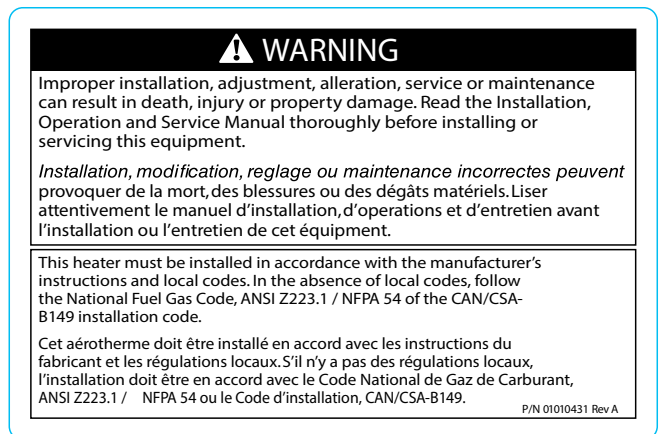 WARNING
Improper installation, adjustment, alleration, service or maintenance
can result in death, injury or property damage. Read the Installation,
Operation and Service Manual thoroughly before installing or
servicing this equipment.
Installation, modification, reglage ou maintenance incorrectes peuvent
provoquer de la mort, des blessures ou des dégâts matériels. Liser
attentivement le manuel d'installation, d'operations et d'entretien avant
l'installation ou l'entretien de cet équipment.
This heater must be installed in accordance with the manufacturer's
instructions and local codes. In the absence of local codes, follow
the National Fuel Gas Code, ANSI Z223.1 / NFPA 54 of the CAN/CSA-
B149 installation code.
Cet aérotherme doit être installé en accord avec les instructions du
fabricant et les régulations locaux. S'il n'y a pas des régulations locaux,
l'installation doit être en accord avec le Code National de Gaz de Carburant,
ANSI Z223.1 / NFPA 54 ou le Code d'installation, CAN/CSA-B149.
P/N 01010431 Rev A